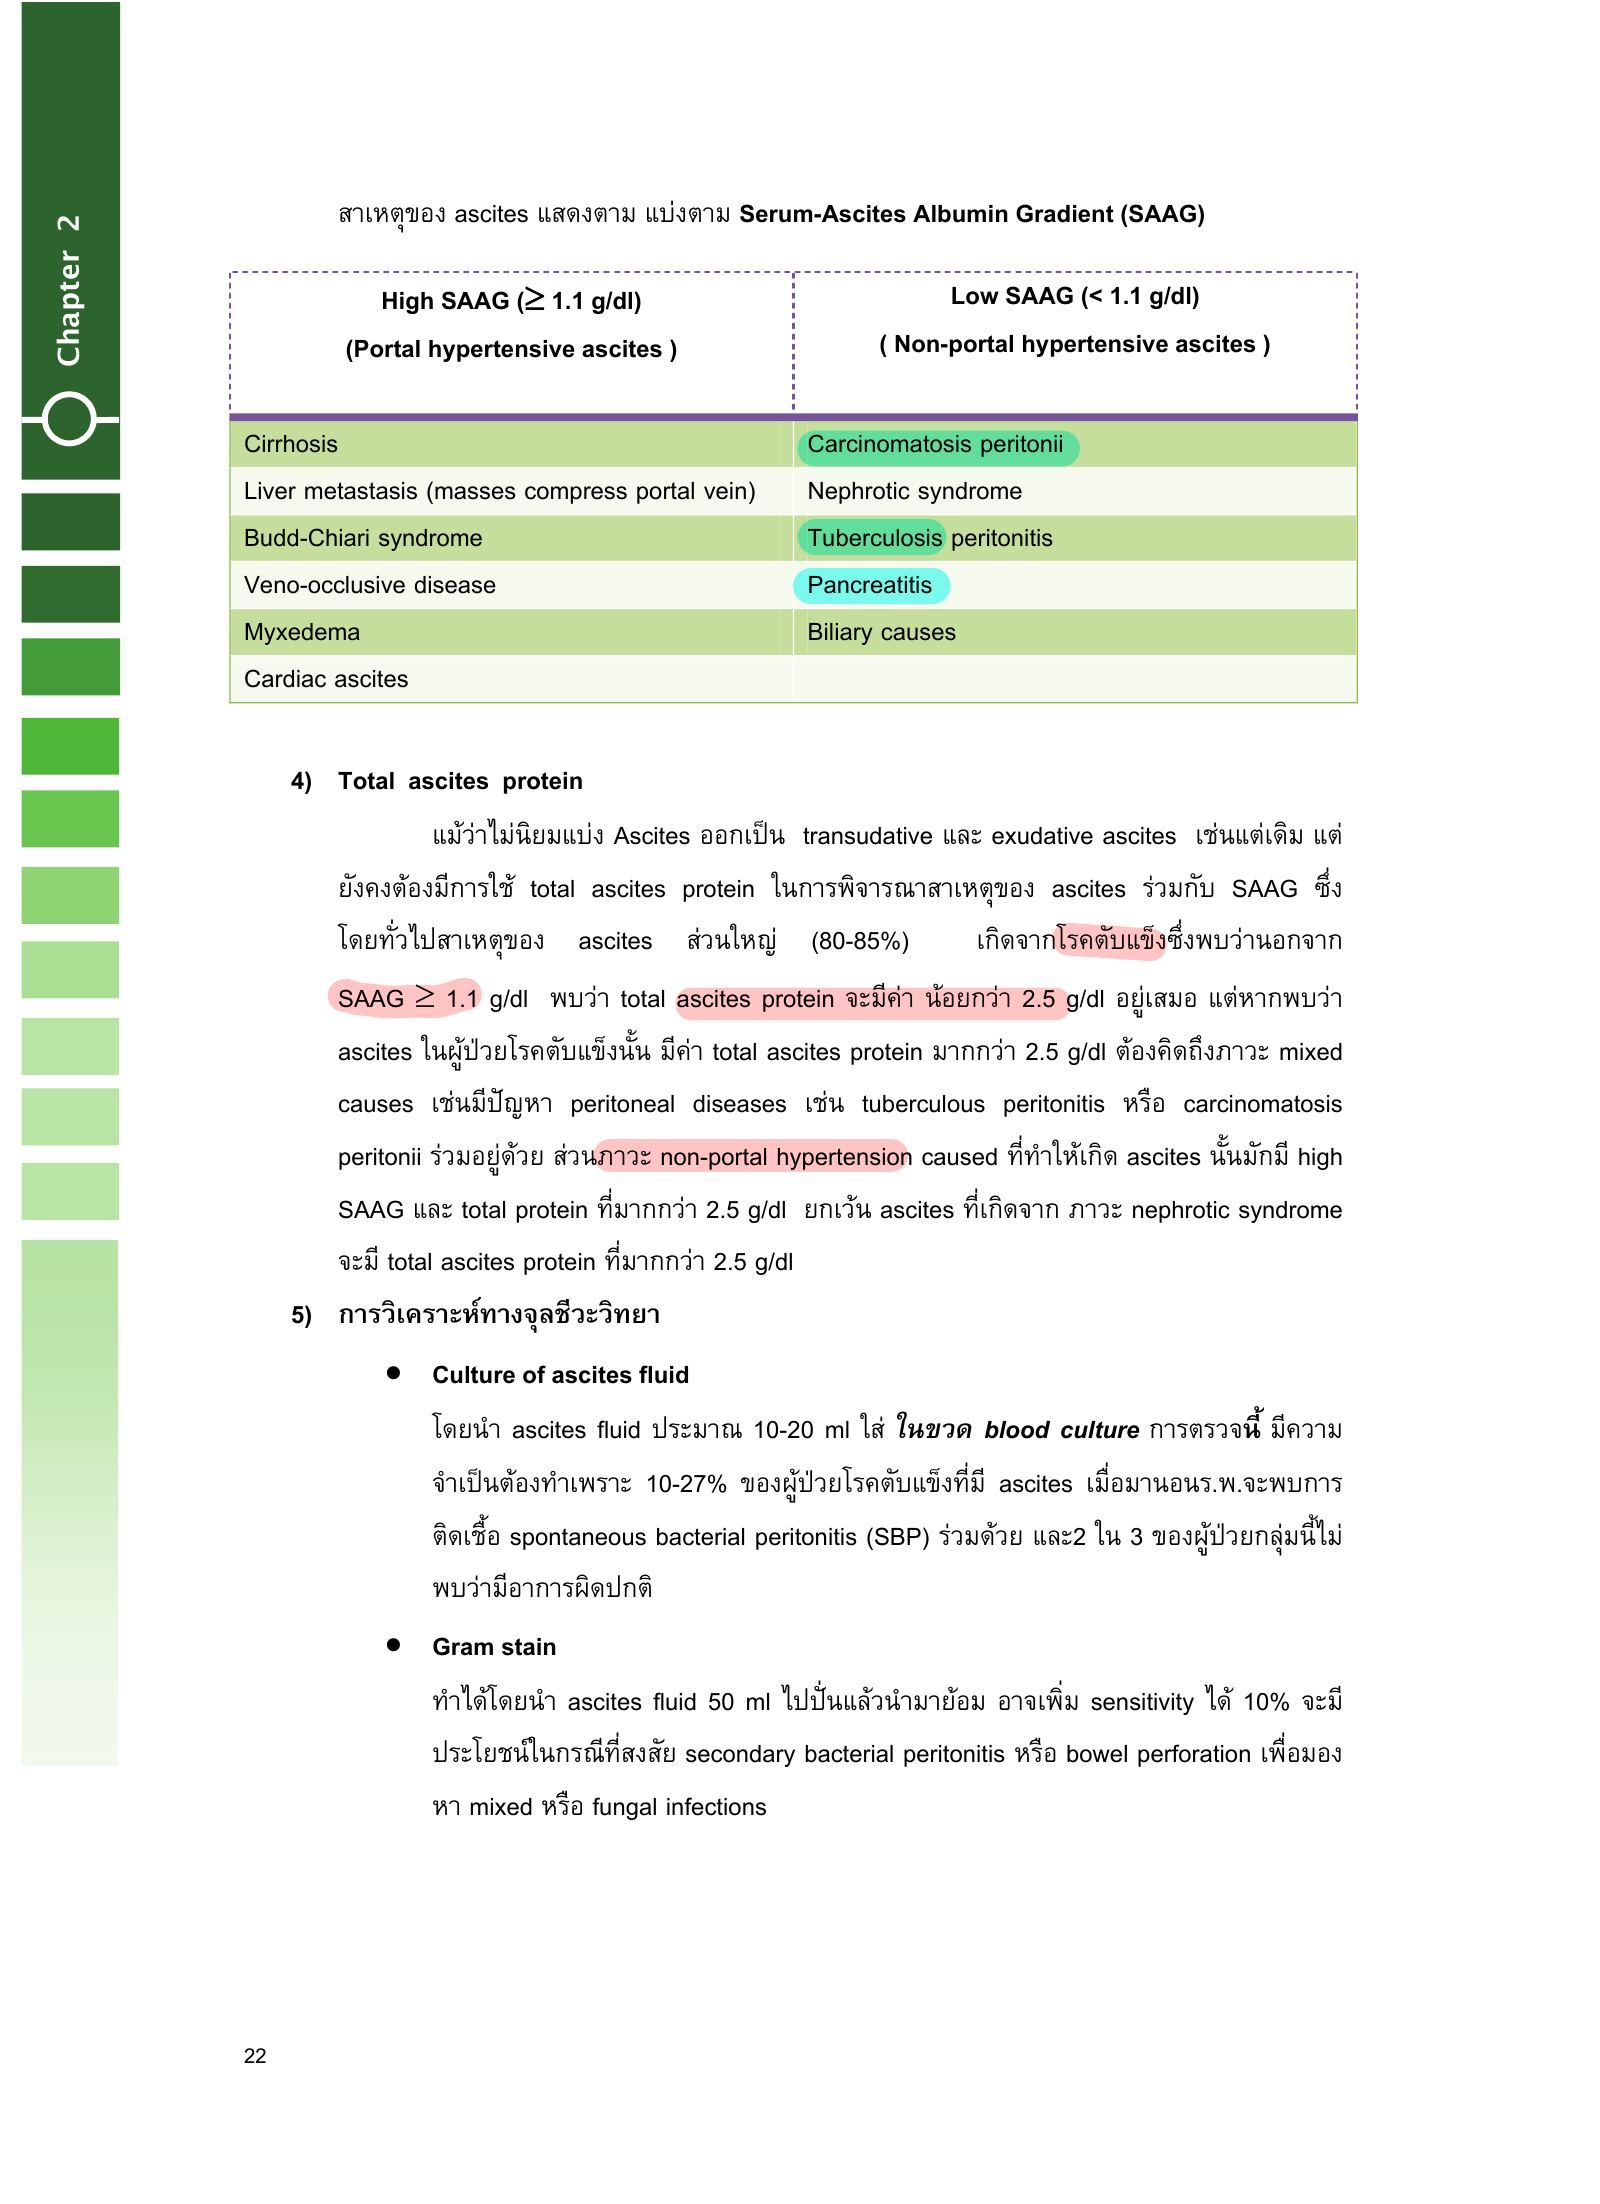 Chapter 2
สาเหตุของ ascites แสดงตาม แบ่งตาม Serum-Ascites Albumin Gradient (SAAG)
High SAAG (≥ 1.1 g/dl)
(Portal hypertensive ascites )
Low SAAG (< 1.1 g/dl)
( Non-portal hypertensive ascites )
Cirrhosis
Carcinomatosis peritonii
Liver metastasis (masses compress portal vein)
Nephrotic syndrome
Budd-Chiari syndrome
Tuberculosis peritonitis
Veno-occlusive disease
Pancreatitis
Myxedema
Biliary causes
Cardiac ascites
4) Total ascites protein
แม้ว่าไม่นิยมแบ่ง Ascites ออกเป็น transudative และ exudative ascites เช่นแต่เดิม แต่
ยังคงต้องมีการใช้ total ascites protein ในการพิจารณาสาเหตุของ ascites ร่วมกับ SAAG ซึ่ง
โดยทั่วไปสาเหตุของ ascites ส่วนใหญ่ (80-85%) เกิดจากโรคตับแข็งซึ่งพบว่านอกจาก
SAAG ≥ 1.1 g/dl พบว่า total ascites protein จะมีค่า น้อยกว่า 2.5 g/dl อยู่เสมอ แต่หากพบว่า
ascites ในผู้ป่วยโรคตับแข็งนั้น มีค่า total ascites protein มากกว่า 2.5 g/dl ต้องคิดถึงภาวะ mixed
causes เช่นมีปัญหา peritoneal diseases เช่น tuberculous peritonitis หรือ carcinomatosis
peritonii ร่วมอยู่ด้วย ส่วนภาวะ non-portal hypertension caused ที่ทำให้เกิด ascites นั้นมักมี high
SAAG และ total protein ที่มากกว่า 2.5 g/dl ยกเว้น ascites ที่เกิดจาก ภาวะ nephrotic syndrome
จะมี total ascites protein ที่มากกว่า 2.5 g/dl
5) การวิเคราะห์ทางจุลชีวะวิทยา
● Culture of ascites fluid
โดยนำ ascites fluid ประมาณ 10-20 ml ใส่ ในขวด blood culture การตรวจนี้ มีความ
จำเป็นต้องทำเพราะ 10-27% ของผู้ป่วยโรคตับแข็งที่มี ascites เมื่อมานอนร.พ.จะพบการ
ติดเชื้อ spontaneous bacterial peritonitis (SBP) ร่วมด้วย และ2 ใน 3 ของผู้ป่วยกลุ่มนี้ไม่
พบว่ามีอาการผิดปกติ
● Gram stain
ทำได้โดยนำ ascites fluid 50 ml ไปปั่นแล้วนำมาย้อม อาจเพิ่ม sensitivity ได้ 10% จะมี
ประโยชน์ในกรณีที่สงสัย secondary bacterial peritonitis หรือ bowel perforation เพื่อมอง
หา mixed หรือ fungal infections
22